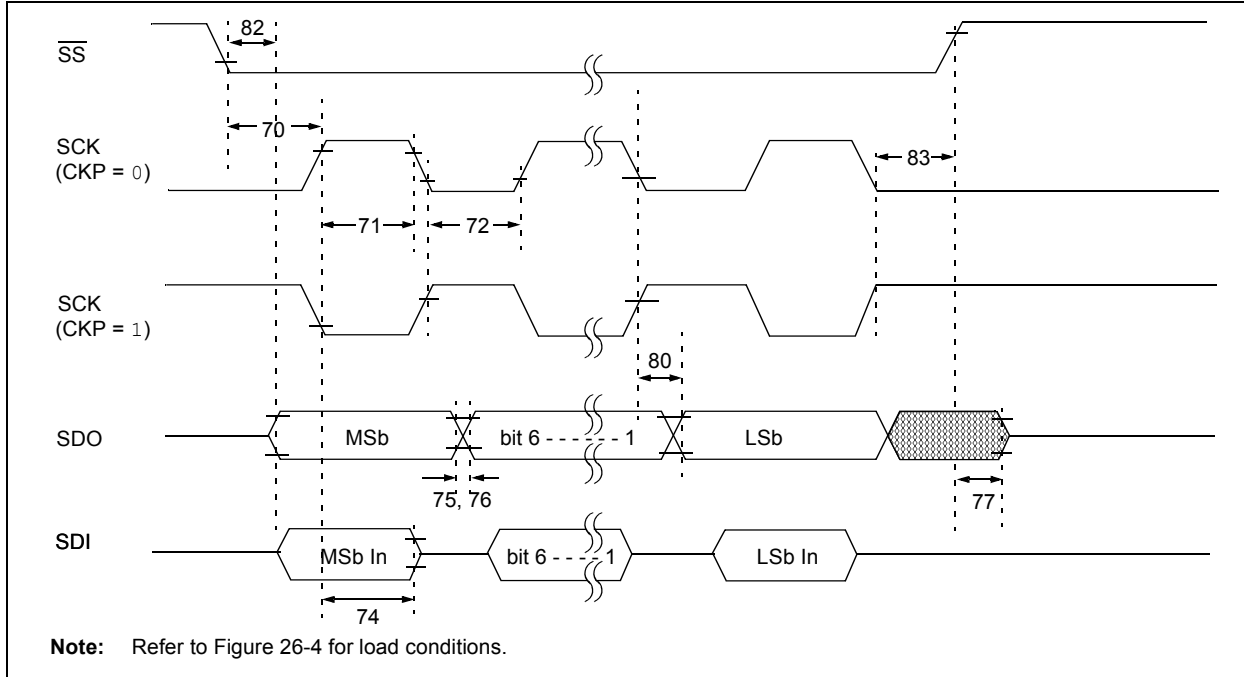 82
SS
70
SCK
(CKP = 0)
83
71
72
SCK
(CKP = 1)
80
SDO
MSb
bit 6 - - - - - - 1
LSb
75, 76
77
SDI
MSb In
bit 6 - - - - 1
LSb In
74
Note: Refer to Figure 26-4 for load conditions.